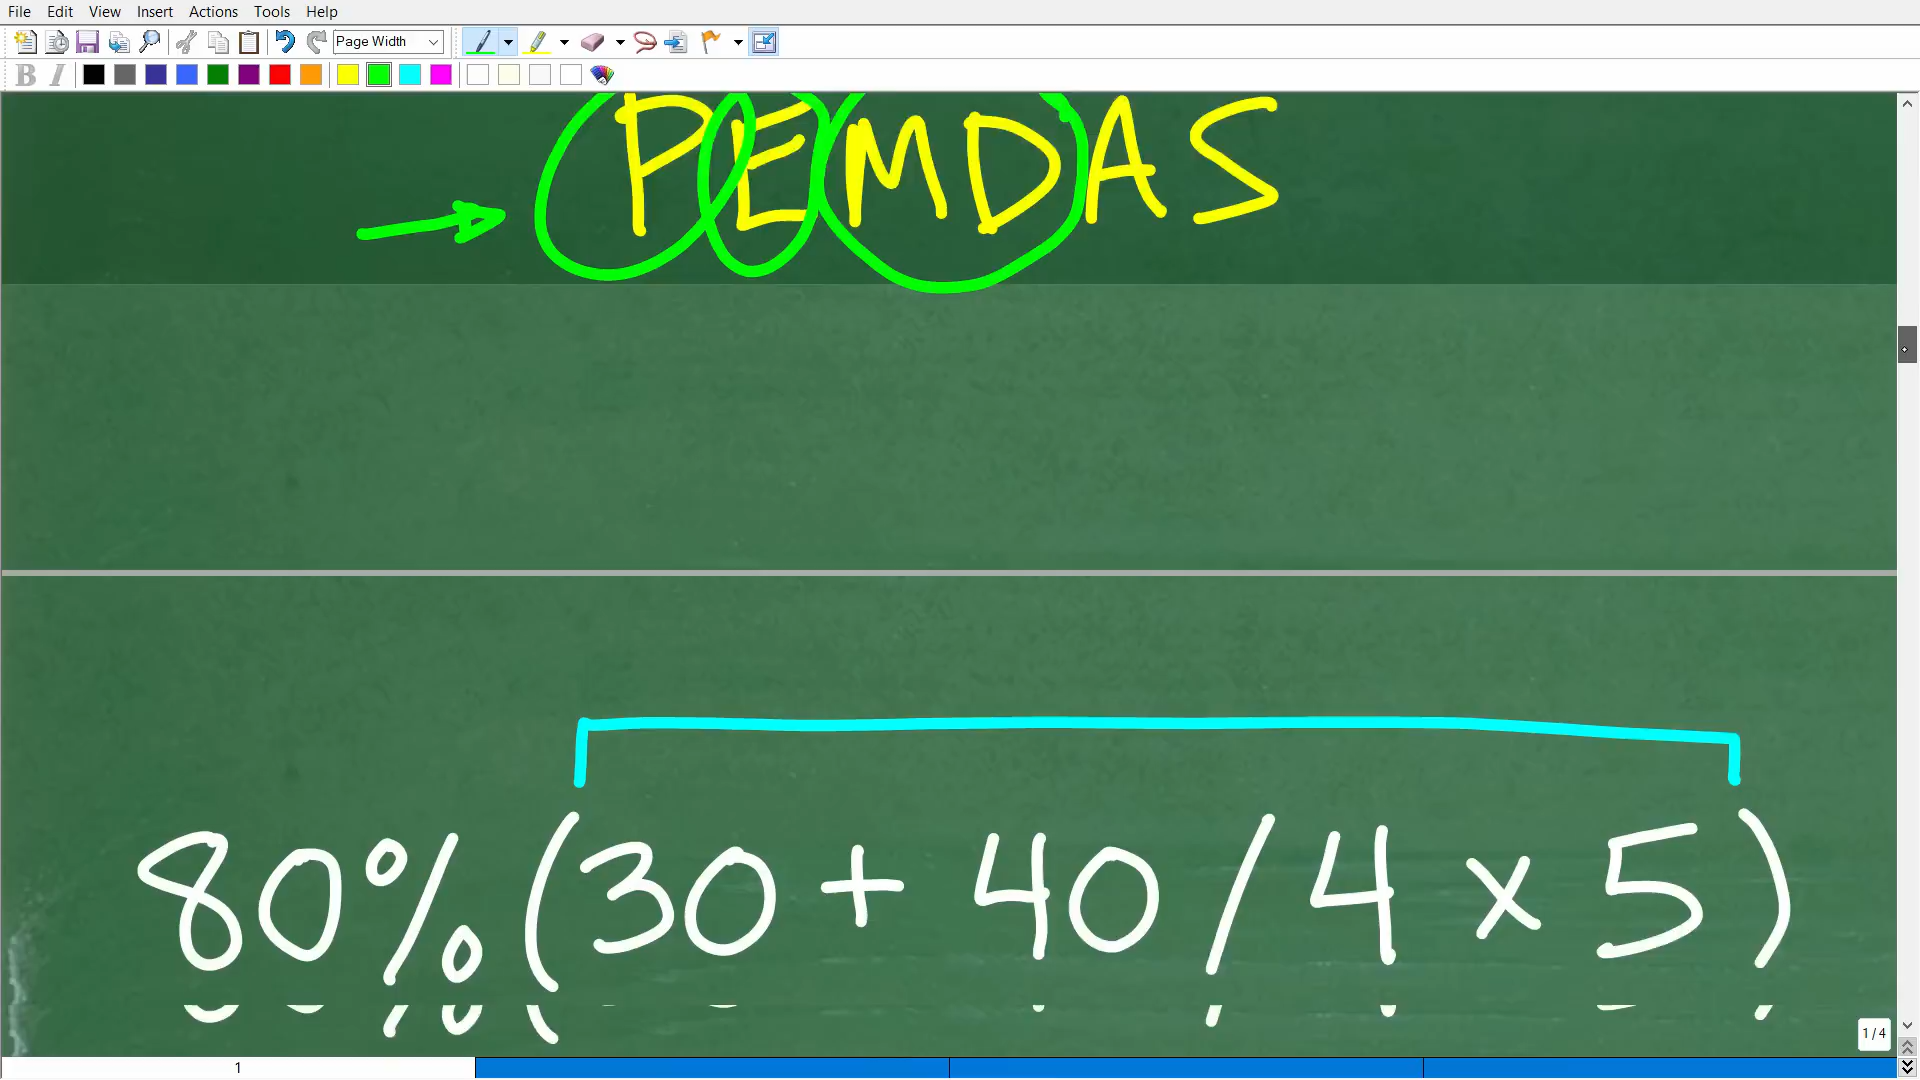 File Edit View Insert Actions Tools Help
Page Width
B I
PEMDAS
80% (30 + 40 / 4 × 5)
1 / 4
1